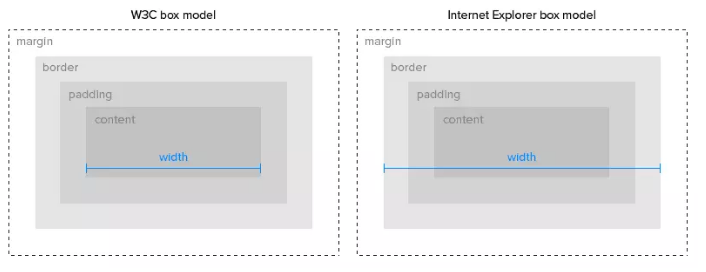 W3C box model
margin
border
padding
content
width
Internet Explorer box model
margin
border
padding
content
width